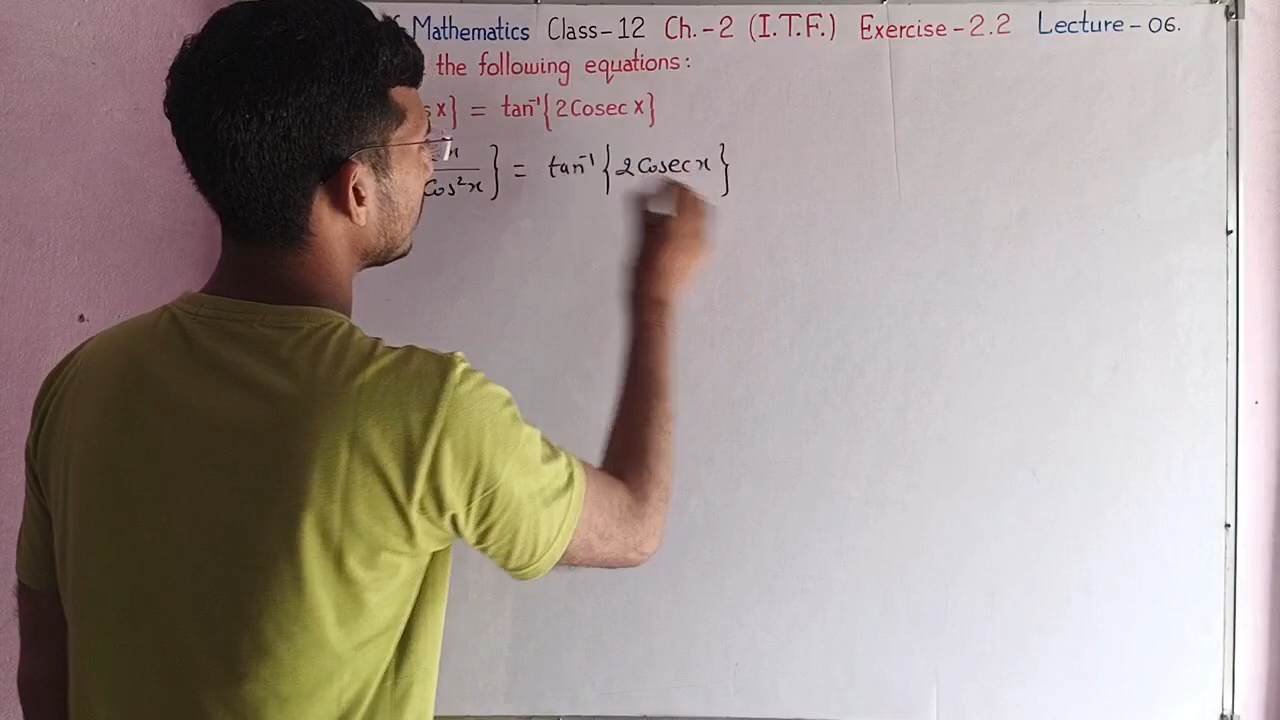 Mathematics Class-12 Ch.-2 (I.T.F.) Exercise-2.2 Lecture-06.
the following equations:
x} = tan⁻¹{2Cosec x}
Cos²x} = tan⁻¹{2Cosec x}